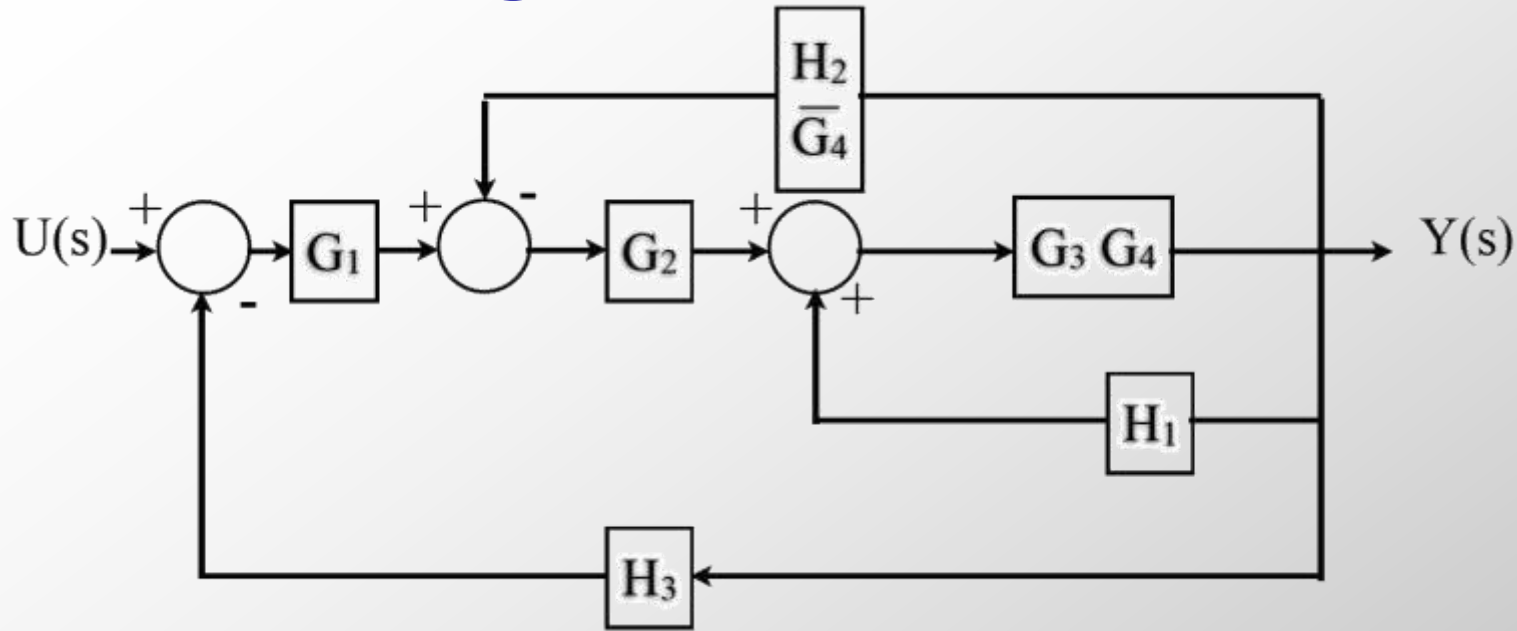 H₂
G₄
+
-
+
+
U(s)
G₁
G₂
G₃ G₄
Y(s)
-
+
H₁
H₃